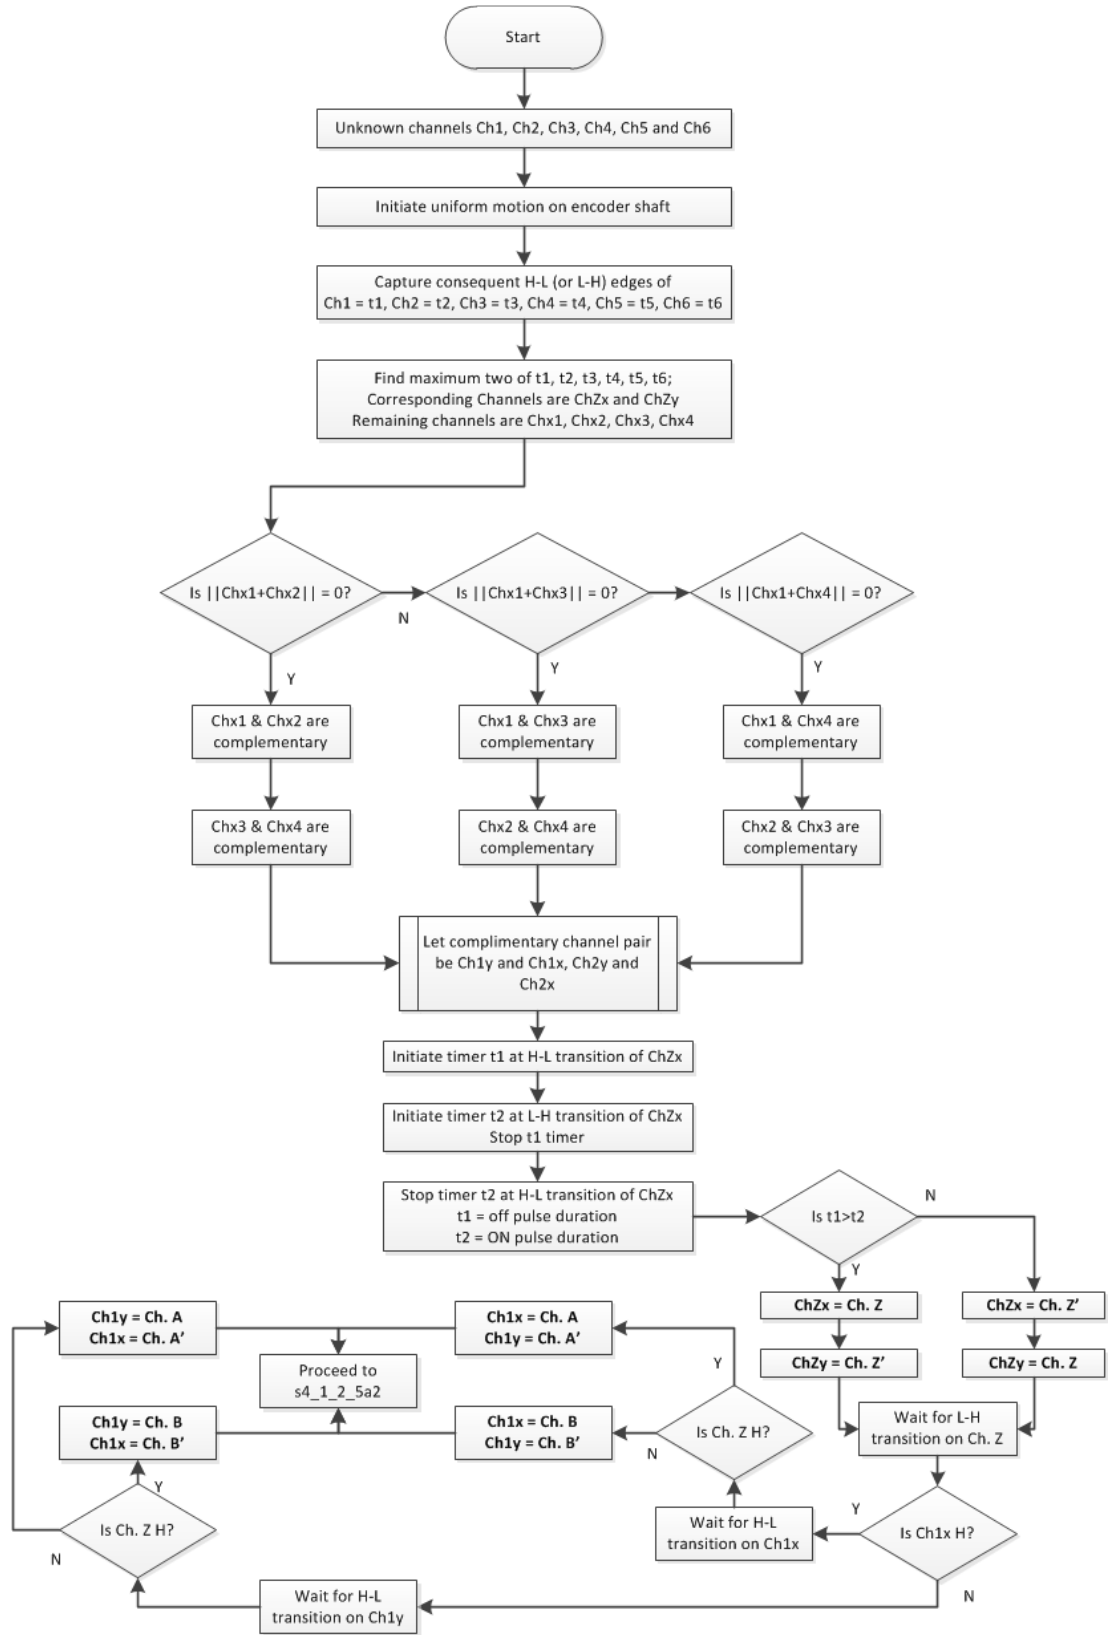 Start
Unknown channels Ch1, Ch2, Ch3, Ch4, Ch5 and Ch6
Initiate uniform motion on encoder shaft
Capture consequent H-L (or L-H) edges of
Ch1 = t1, Ch2 = t2, Ch3 = t3, Ch4 = t4, Ch5 = t5, Ch6 = t6
Find maximum two of t1, t2, t3, t4, t5, t6;
Corresponding Channels are ChZx and ChZy
Remaining channels are Chx1, Chx2, Chx3, Chx4
Is ||Chx1+Chx2|| = 0?
N
Is ||Chx1+Chx3|| = 0?
Is ||Chx1+Chx4|| = 0?
Y
Y
Y
Chx1 & Chx2 are
complementary
Chx1 & Chx3 are
complementary
Chx1 & Chx4 are
complementary
Chx3 & Chx4 are
complementary
Chx2 & Chx4 are
complementary
Chx2 & Chx3 are
complementary
Let complimentary channel pair
be Ch1y and Ch1x, Ch2y and
Ch2x
Initiate timer t1 at H-L transition of ChZx
Initiate timer t2 at L-H transition of ChZx
Stop t1 timer
Stop timer t2 at H-L transition of ChZx
t1 = off pulse duration
t2 = ON pulse duration
Is t1>t2
N
Y
ChZx = Ch. Z
ChZy = Ch. Z’
ChZx = Ch. Z’
ChZy = Ch. Z
Wait for L-H
transition on Ch. Z
Is Ch1x H?
Y
N
Wait for H-L
transition on Ch1x
Is Ch. Z H?
Y
N
Ch1x = Ch. A
Ch1y = Ch. A’
Ch1x = Ch. B
Ch1y = Ch. B’
Proceed to
s4_1_2_5a2
Ch1y = Ch. A
Ch1x = Ch. A’
Ch1y = Ch. B
Ch1x = Ch. B’
Y
Is Ch. Z H?
N
Wait for H-L
transition on Ch1y